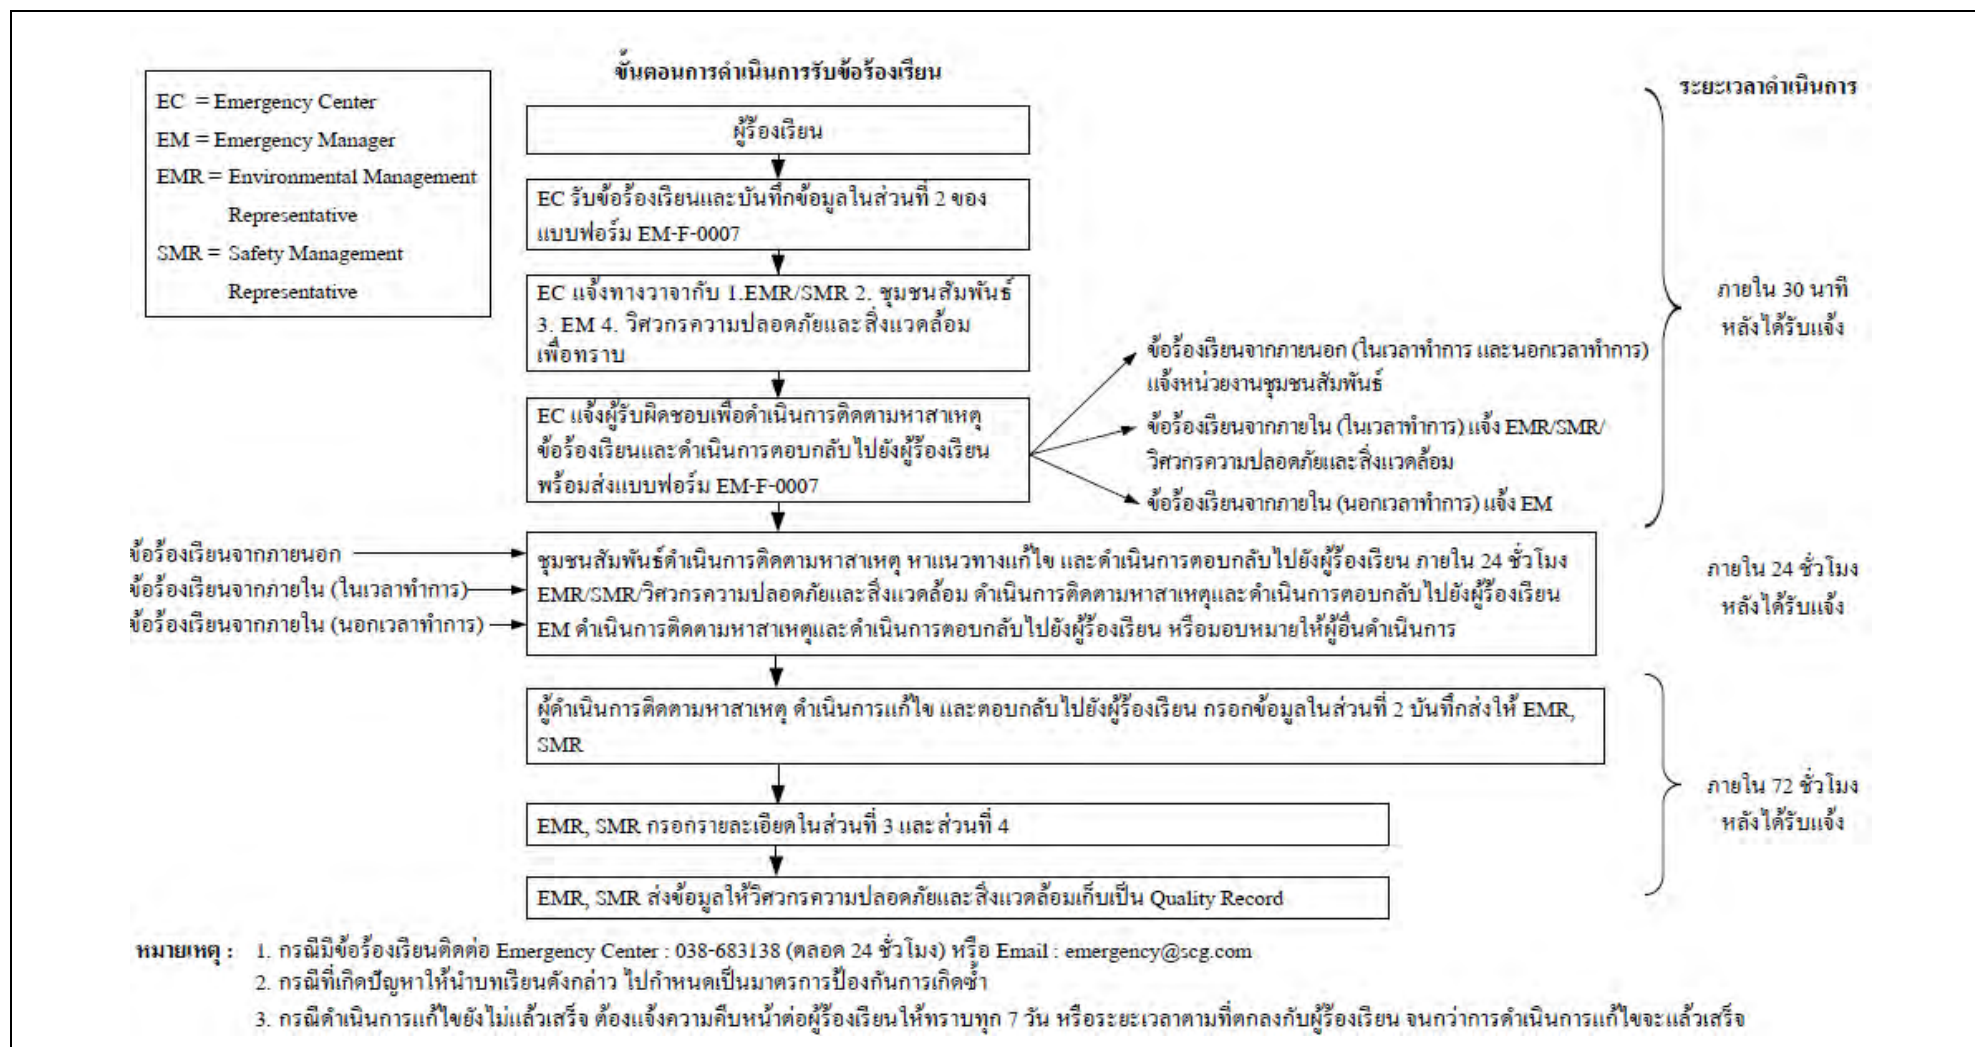 ขั้นตอนการดำเนินการรับข้อร้องเรียน
ระยะเวลาดำเนินการ
EC = Emergency Center
EM = Emergency Manager
EMR = Environmental Management
Representative
SMR = Safety Management
Representative
ผู้ร้องเรียน
EC รับข้อร้องเรียนและบันทึกข้อมูลในส่วนที่ 2 ของ
แบบฟอร์ม EM-F-0007
EC แจ้งทางวาจากับ 1.EMR/SMR 2. ชุมชนสัมพันธ์
3. EM 4. วิศวกรความปลอดภัยและสิ่งแวดล้อม
เพื่อทราบ
EC แจ้งผู้รับผิดชอบเพื่อดำเนินการติดตามหาสาเหตุ
ข้อร้องเรียนและดำเนินการตอบกลับไปยังผู้ร้องเรียน
พร้อมส่งแบบฟอร์ม EM-F-0007
ข้อร้องเรียนจากภายนอก (ในเวลาทำการ และนอกเวลาทำการ)
แจ้งหน่วยงานชุมชนสัมพันธ์
ข้อร้องเรียนจากภายใน (ในเวลาทำการ) แจ้ง EMR/SMR/
วิศวกรความปลอดภัยและสิ่งแวดล้อม
ข้อร้องเรียนจากภายใน (นอกเวลาทำการ) แจ้ง EM
ภายใน 30 นาที
หลังได้รับแจ้ง
ข้อร้องเรียนจากภายนอก
ข้อร้องเรียนจากภายใน (ในเวลาทำการ)
ข้อร้องเรียนจากภายใน (นอกเวลาทำการ)
ชุมชนสัมพันธ์ดำเนินการติดตามหาสาเหตุ หาแนวทางแก้ไข และดำเนินการตอบกลับไปยังผู้ร้องเรียน ภายใน 24 ชั่วโมง
EMR/SMR/วิศวกรความปลอดภัยและสิ่งแวดล้อม ดำเนินการติดตามหาสาเหตุและดำเนินการตอบกลับไปยังผู้ร้องเรียน
EM ดำเนินการติดตามหาสาเหตุและดำเนินการตอบกลับไปยังผู้ร้องเรียน หรือมอบหมายให้ผู้อื่นดำเนินการ
ภายใน 24 ชั่วโมง
หลังได้รับแจ้ง
ผู้ดำเนินการติดตามหาสาเหตุ ดำเนินการแก้ไข และตอบกลับไปยังผู้ร้องเรียน กรอกข้อมูลในส่วนที่ 2 บันทึกส่งให้ EMR,
SMR
EMR, SMR กรอกรายละเอียดในส่วนที่ 3 และส่วนที่ 4
EMR, SMR ส่งข้อมูลให้วิศวกรความปลอดภัยและสิ่งแวดล้อมเก็บเป็น Quality Record
ภายใน 72 ชั่วโมง
หลังได้รับแจ้ง
หมายเหตุ : 1. กรณีมีข้อร้องเรียนติดต่อ Emergency Center : 038-683138 (ตลอด 24 ชั่วโมง) หรือ Email : emergency@scg.com
2. กรณีที่เกิดปัญหาให้นำบทเรียนดังกล่าว ไปกำหนดเป็นมาตรการป้องกันการเกิดซ้ำ
3. กรณีดำเนินการแก้ไขยังไม่แล้วเสร็จ ต้องแจ้งความคืบหน้าต่อผู้ร้องเรียนให้ทราบทุก 7 วัน หรือระยะเวลาตามที่ตกลงกับผู้ร้องเรียน จนกว่าการดำเนินการแก้ไขจะแล้วเสร็จ